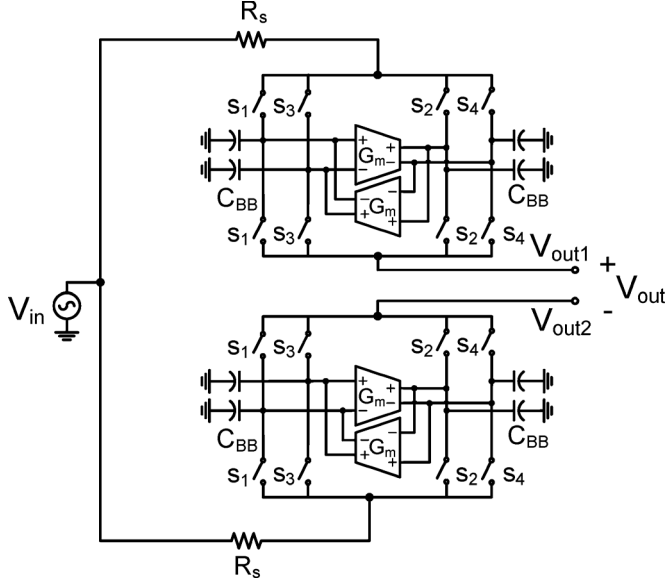 Rs
S1 S3 S2 S4
+ Gm + -
-
CBB - Gm - CBB
+ +
S1 S3 S2 S4
Vout1 +
Vin Vout
Vout2 -
S1 S3 S2 S4
+ Gm + -
-
CBB - Gm - CBB
+ +
S1 S3 S2 S4
Rs